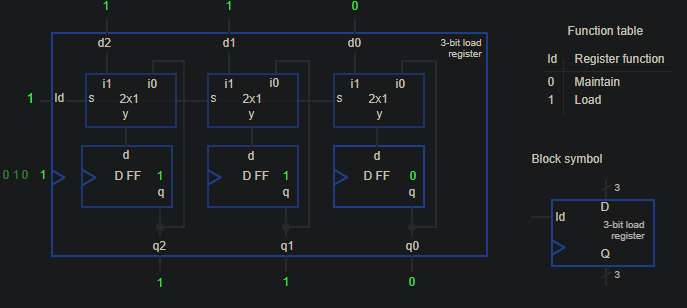 1 1 0
d2 d1 d0
3-bit load
register
i1 i0 i1 i0 i1 i0
1 ld s 2x1 s 2x1 s 2x1
y y y
d d d
0 1 0 1 D FF 1 D FF 1 D FF 0
q q q
q2 q1 q0
1 1 0
Function table
ld Register function
0 Maintain
1 Load
Block symbol
3
D
ld
3-bit load
register
Q
3